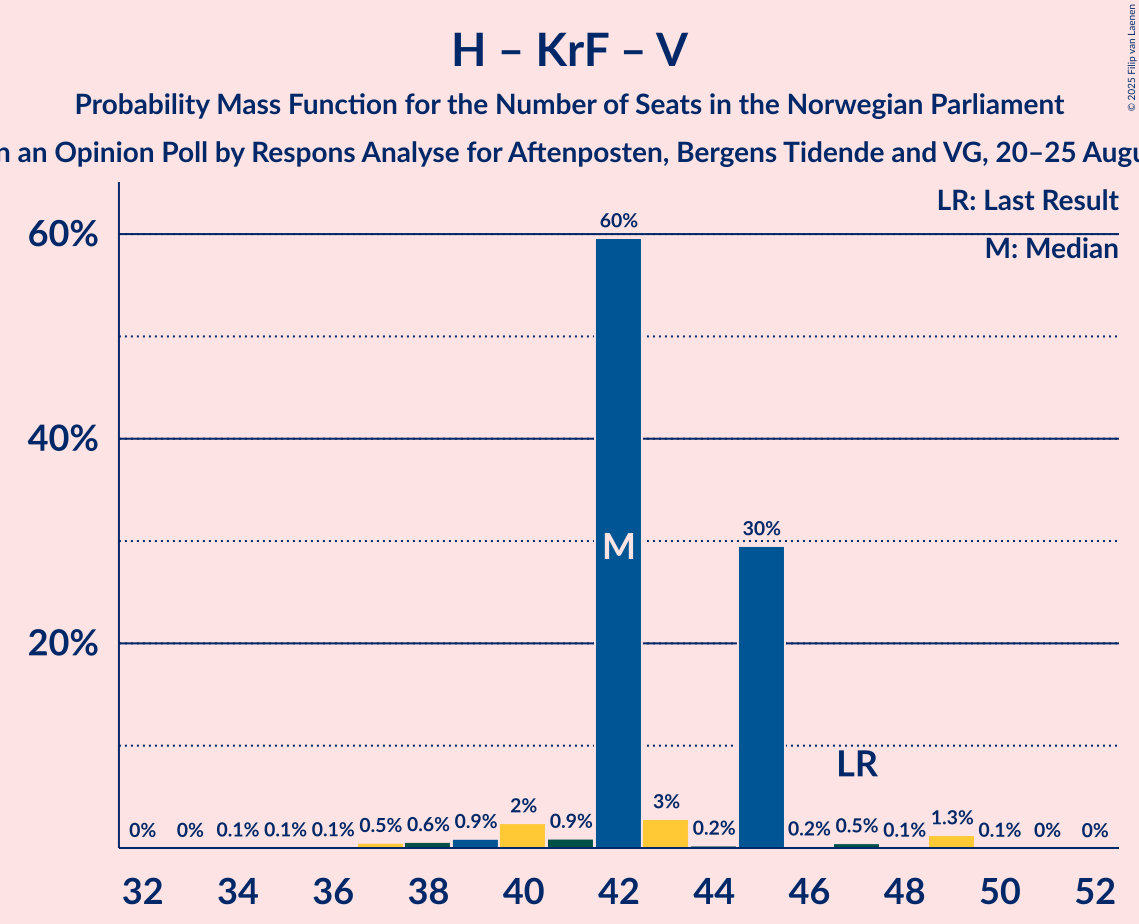 H – KrF – V
Probability Mass Function for the Number of Seats in the Norwegian Parliament
an Opinion Poll by Respons Analyse for Aftenposten, Bergens Tidende and VG, 20–25
© 2025 Filip van Laenen
LR: Last Result
M: Median
60%
40%
20%
0% 0% 0.1% 0.1% 0.1% 0.5% 0.6% 0.9% 2% 0.9% 60% 3% 0.2% 30% 0.2% 0.5% 0.1% 1.3% 0.1% 0% 0%
M
LR
32 34 36 38 40 42 44 46 48 50 52